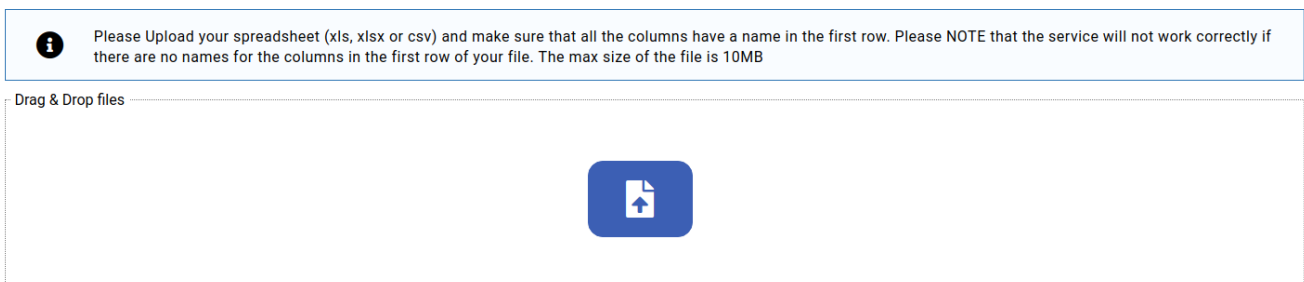 Please Upload your spreadsheet (xls, xlsx or csv) and make sure that all the columns have a name in the first row. Please NOTE that the service will not work correctly if
there are no names for the columns in the first row of your file. The max size of the file is 10MB
Drag & Drop files